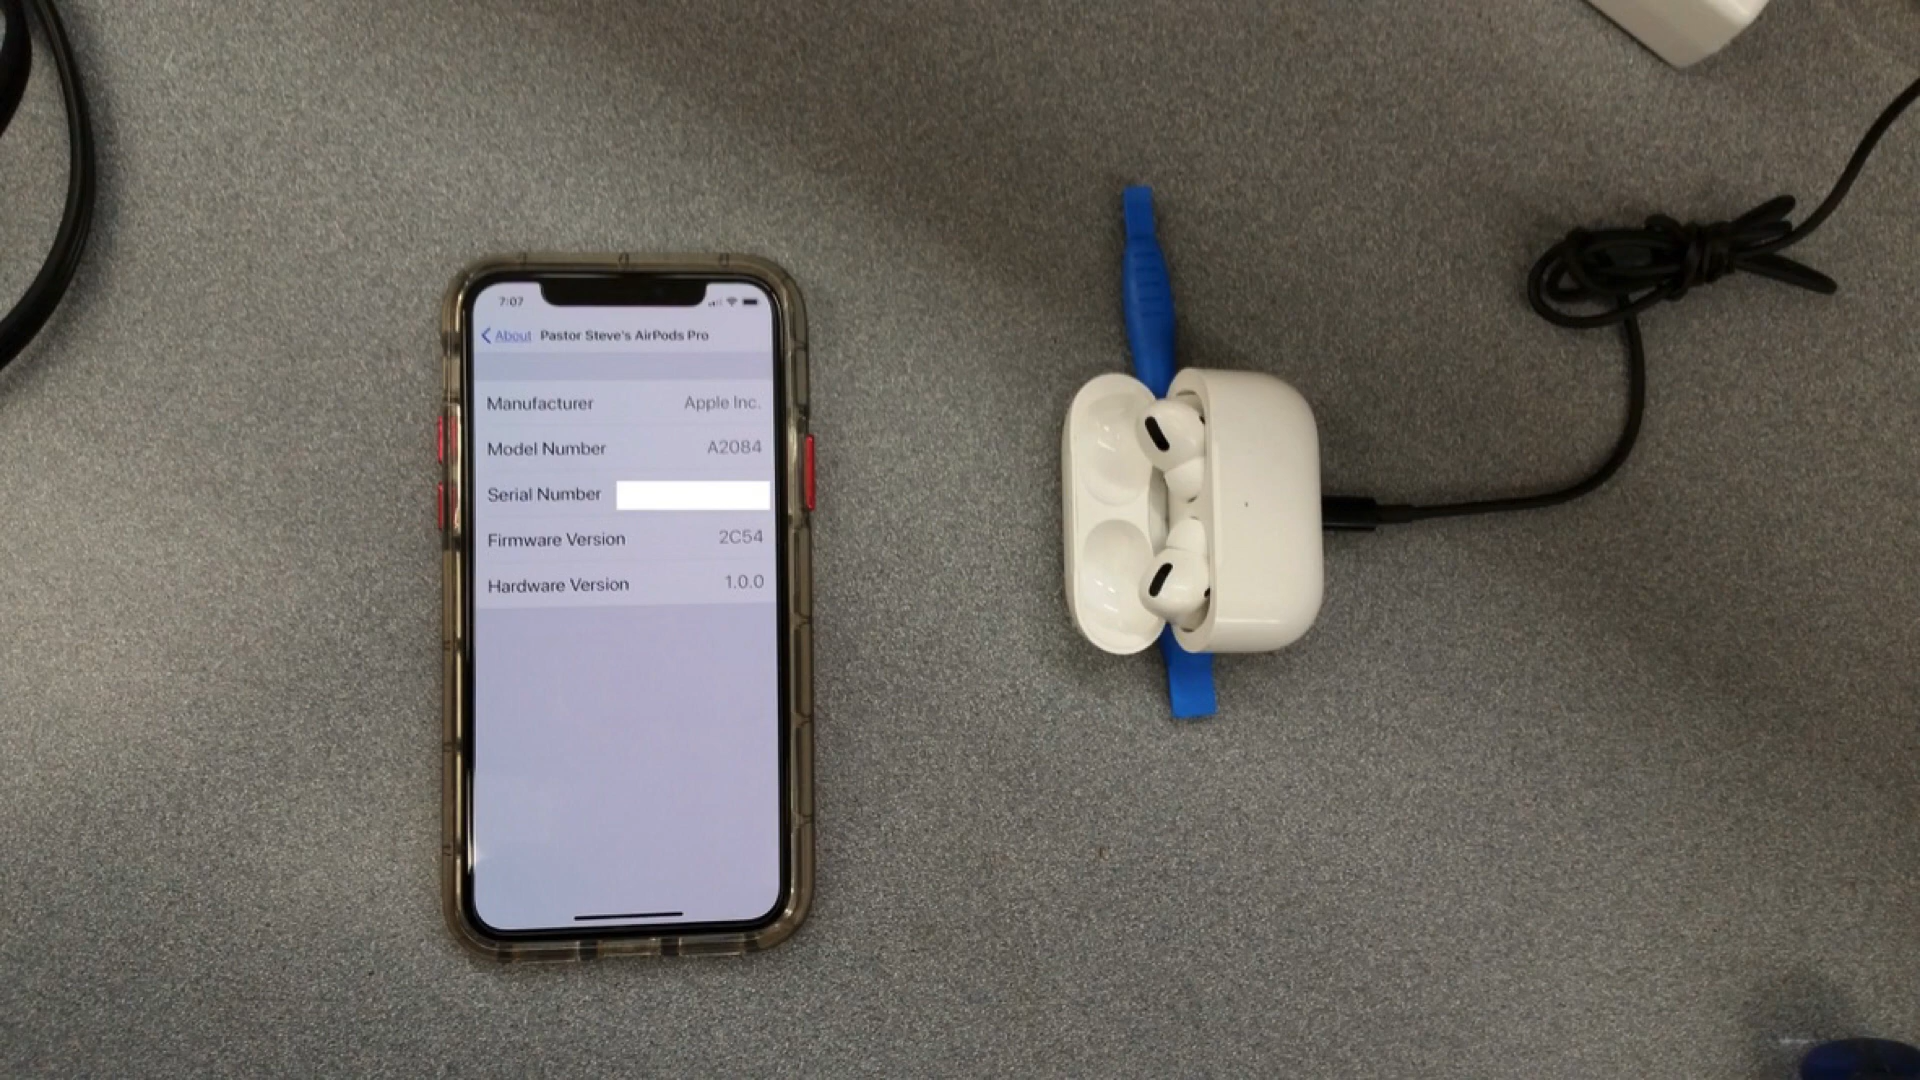 7:07
About Pastor Steve's AirPods Pro
Manufacturer Apple Inc.
Model Number A2084
Serial Number
Firmware Version 2C54
Hardware Version 1.0.0